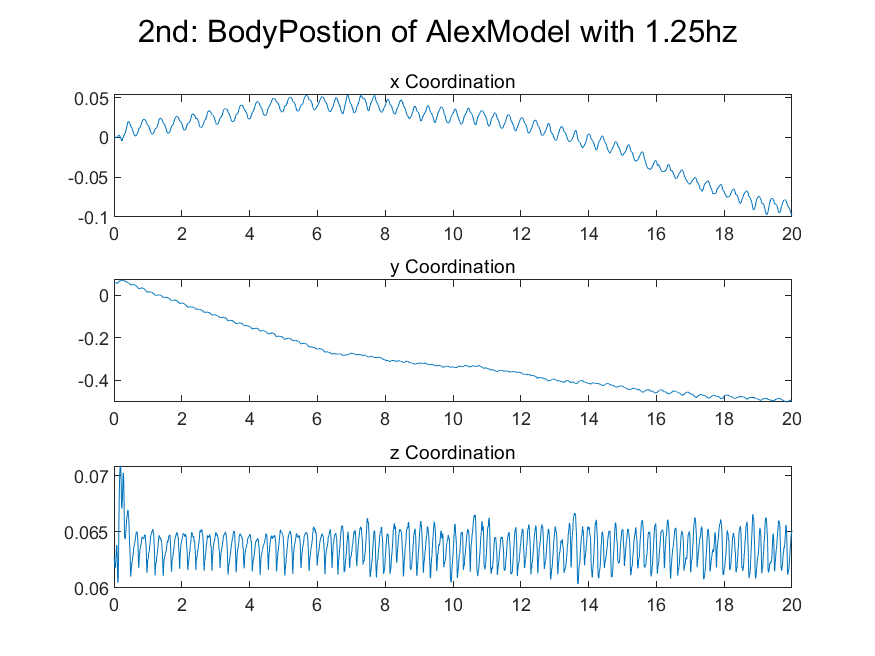 2nd: BodyPostion of AlexModel with 1.25hz
x Coordination
0.05
0
-0.05
-0.1
0 2 4 6 8 10 12 14 16 18 20
y Coordination
0
-0.2
-0.4
0 2 4 6 8 10 12 14 16 18 20
z Coordination
0.07
0.065
0.06
0 2 4 6 8 10 12 14 16 18 20